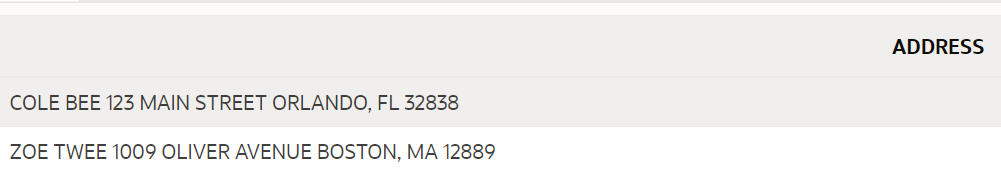 ADDRESS
COLE BEE 123 MAIN STREET ORLANDO, FL 32838
ZOE TWEE 1009 OLIVER AVENUE BOSTON, MA 12889